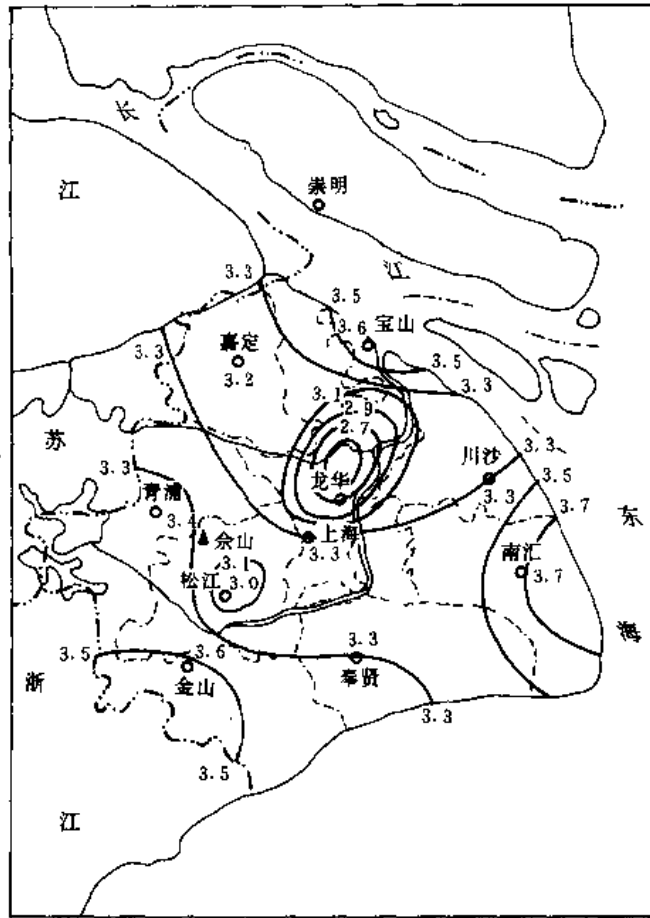 长
江
崇明
江
3.3
3.5
3.6
宝山
嘉定
3.2
3.3
3.5
3.3
3.1
2.9
2.7
苏
3.3
龙华
川沙
3.3
3.3
3.5
青浦
3.4
3.7
东
佘山
上海
3.3
南汇
3.7
3.1
松江
3.0
海
3.3
3.5
3.6
奉贤
浙
金山
3.3
3.5
江